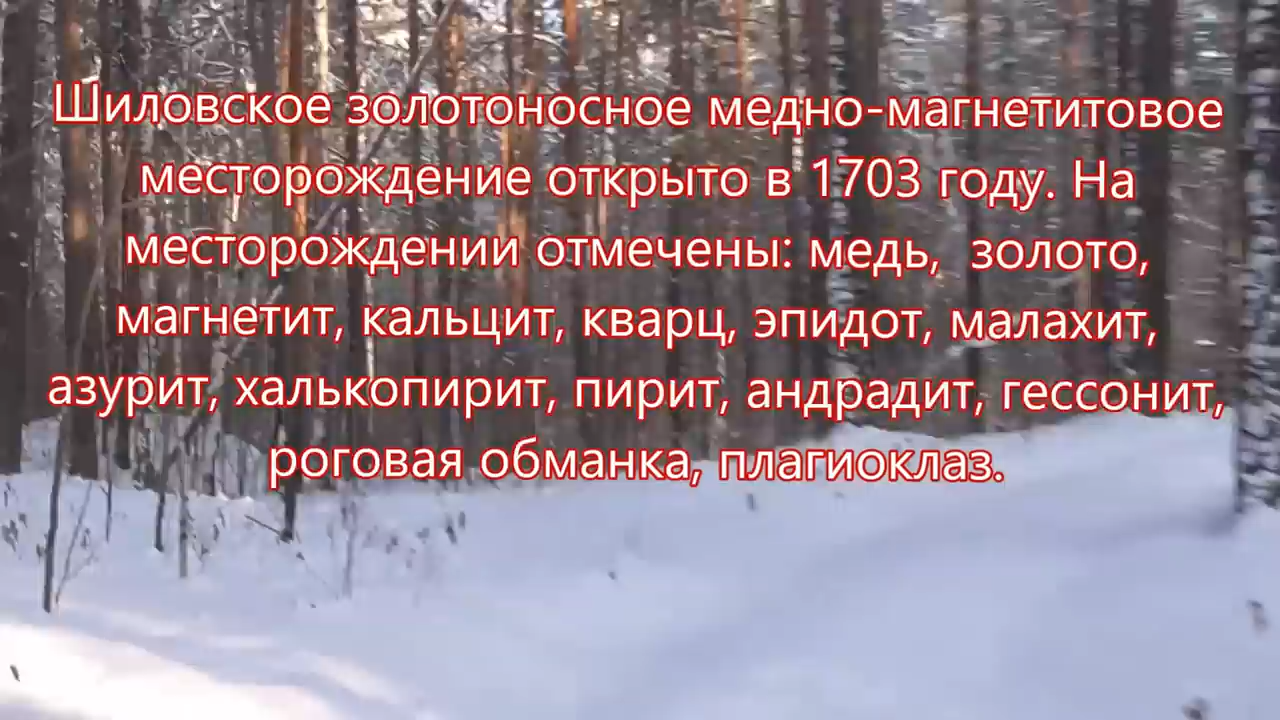 Шиловское золотоносное медно-магнетитовое
месторождение открыто в 1703 году. На
месторождении отмечены: медь,  золото,
магнетит, кальцит, кварц, эпидот, малахит,
азурит, халькопирит, пирит, андрадит, гессонит,
роговая обманка, плагиоклаз.